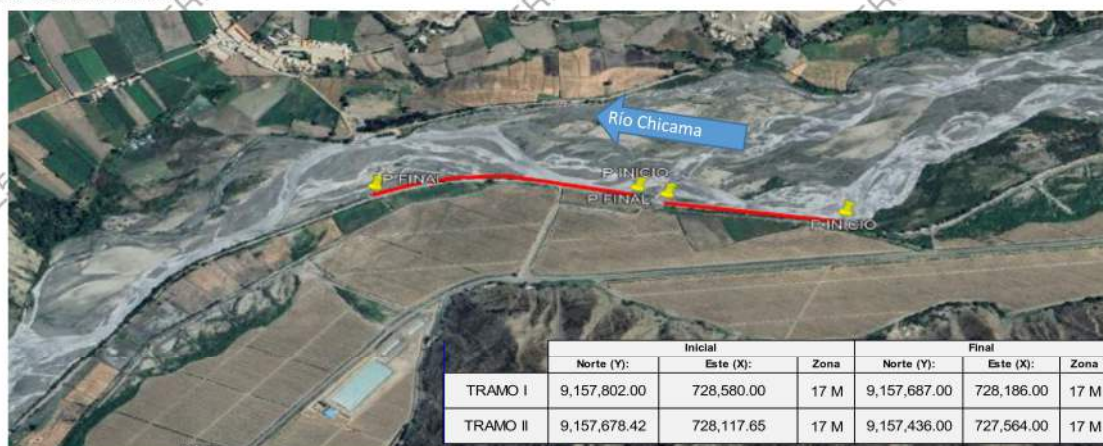 Río Chicama
P FINAL
P INICIO
P FINAL
P INICIO
Inicial Final
Norte (Y): Este (X): Zona Norte (Y): Este (X): Zona
TRAMO I 9,157,802.00 728,580.00 17 M 9,157,687.00 728,186.00 17 M
TRAMO II 9,157,678.42 728,117.65 17 M 9,157,436.00 727,564.00 17 M